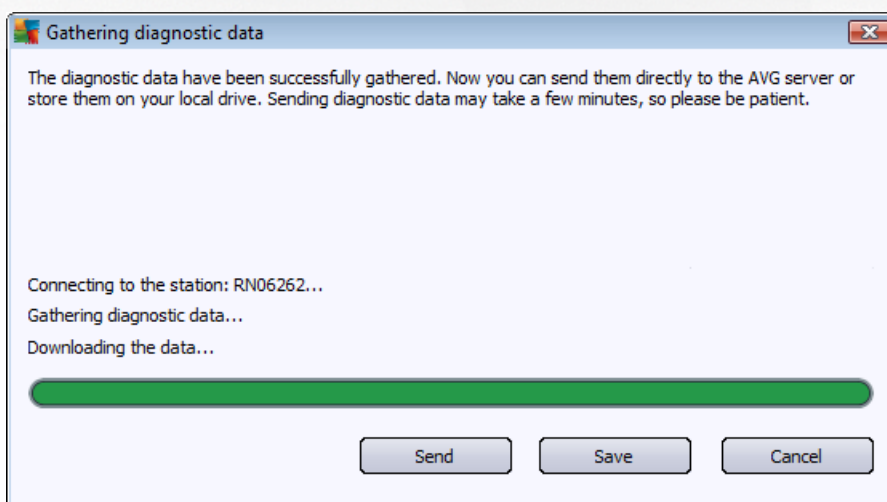 Gathering diagnostic data
The diagnostic data have been successfully gathered. Now you can send them directly to the AVG server or
store them on your local drive. Sending diagnostic data may take a few minutes, so please be patient.
Connecting to the station: RN06262...
Gathering diagnostic data...
Downloading the data...
Send Save Cancel